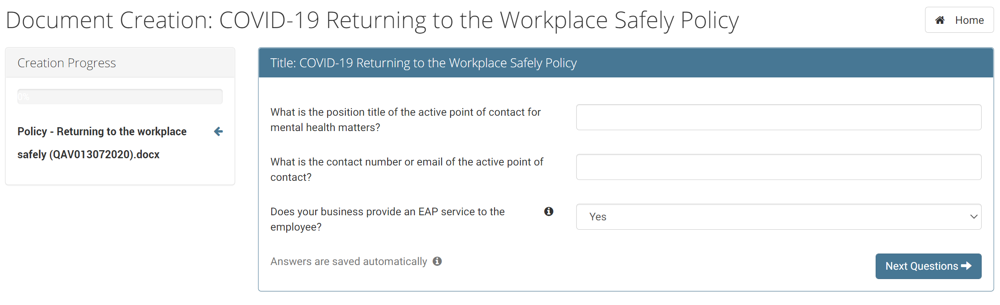 Document Creation: COVID-19 Returning to the Workplace Safely Policy
Home
Creation Progress
0%
Policy - Returning to the workplace
safely (QAV013072020).docx
Title: COVID-19 Returning to the Workplace Safely Policy
What is the position title of the active point of contact for
mental health matters?
What is the contact number or email of the active point of
contact?
Does your business provide an EAP service to the
employee?
Yes
Answers are saved automatically
Next Questions